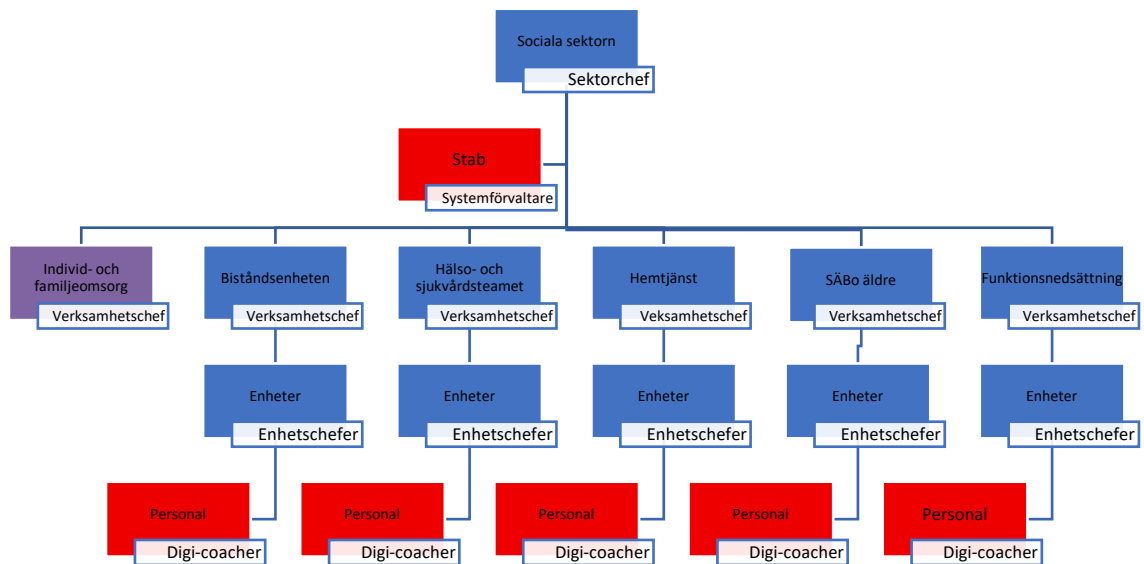 Sociala sektorn
Sektorchef
Stab
Systemförvaltare
Individ- och
familjeomsorg
Verksamhetschef
Biståndsenheten
Verksamhetschef
Hälso- och
sjukvårdsteamet
Verksamhetschef
Hemtjänst
Veksamhetschef
SÄBo äldre
Verksamhetschef
Funktionsnedsättning
Verksamhetschef
Enheter
Enhetschefer
Enheter
Enhetschefer
Enheter
Enhetschefer
Enheter
Enhetschefer
Enheter
Enhetschefer
Personal
Digi-coacher
Personal
Digi-coacher
Personal
Digi-coacher
Personal
Digi-coacher
Personal
Digi-coacher